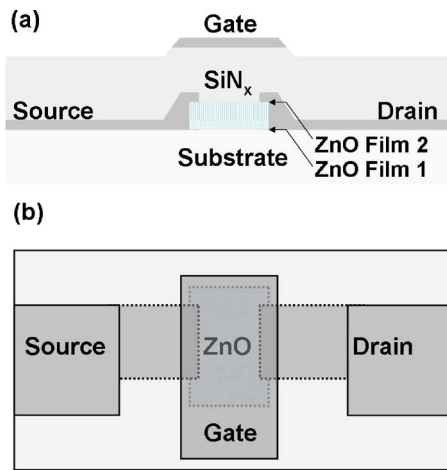 (a)
Gate
SiNx
Source
Drain
ZnO Film 2
ZnO Film 1
Substrate
(b)
Source
ZnO
Drain
Gate